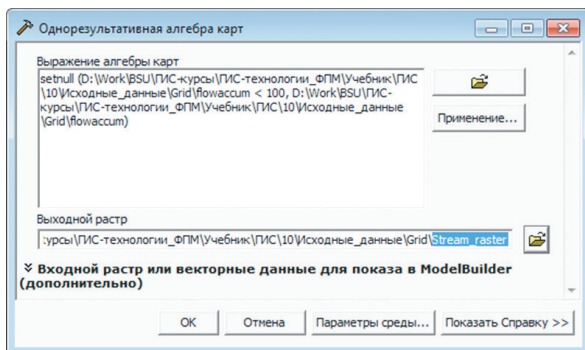 Однорезультативная алгебра карт
Выражение алгебры карт
setnull (D:\Work\BSU\ГИС-курсы\ГИС-технологии_ФПМ\Учебник\ГИС
\10\Исходные_данные\Grid\flowaccum < 100, D:\Work\BSU\ГИС-
курсы\ГИС-технологии_ФПМ\Учебник\ГИС\10\Исходные_данные
\Grid\flowaccum)
Применение...
Выходной растр
:урсы\ГИС-технологии_ФПМ\Учебник\ГИС\10\Исходные_данные\Grid\Stream_raster
Входной растр или векторные данные для показа в ModelBuilder
(дополнительно)
OK
Отмена
Параметры среды...
Показать Справку >>